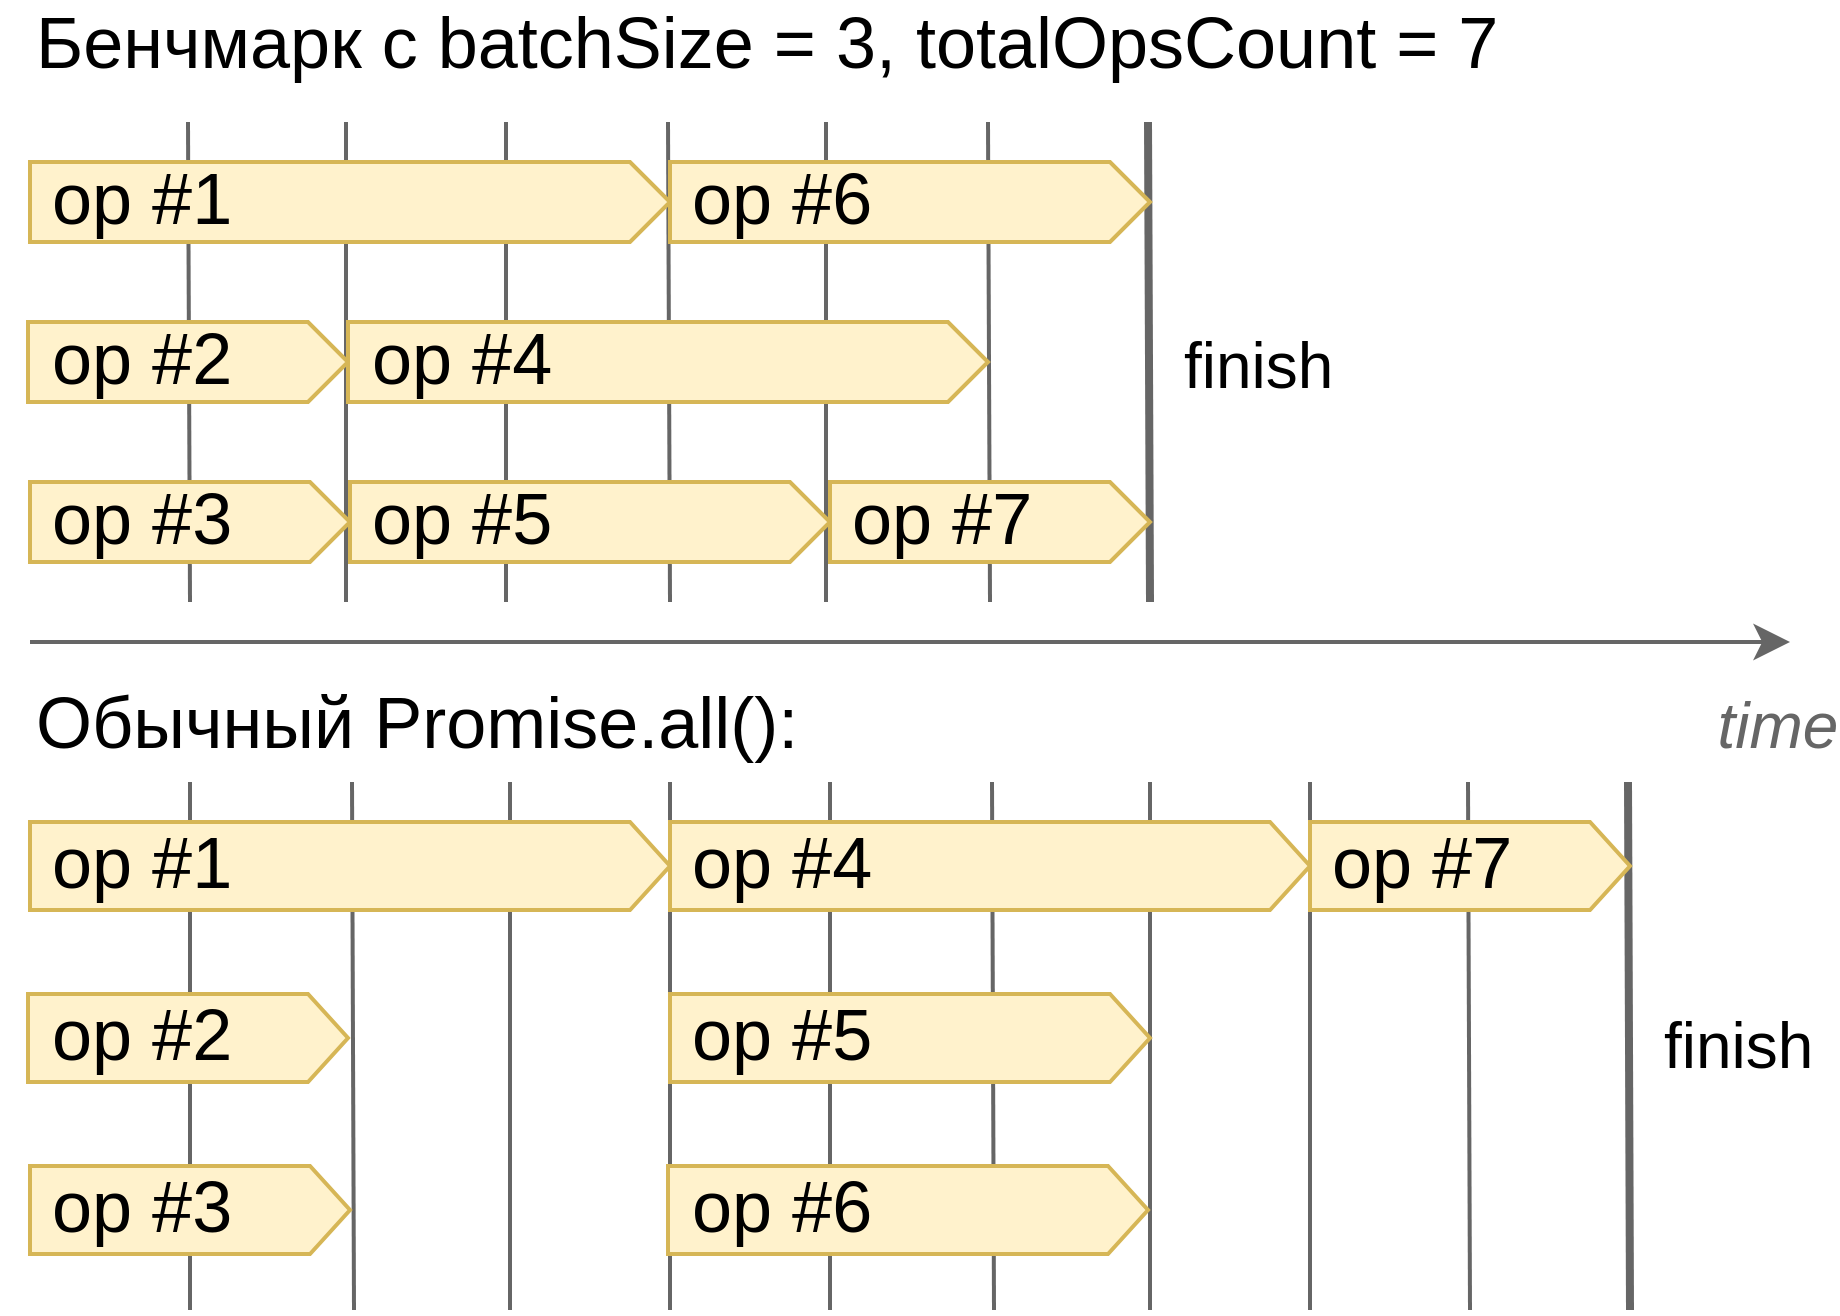 Бенчмарк с batchSize = 3, totalOpsCount = 7
op #1 op #6
op #2 op #4
finish
op #3 op #5 op #7
Обычный Promise.all():
time
op #1 op #4 op #7
op #2 op #5
finish
op #3 op #6